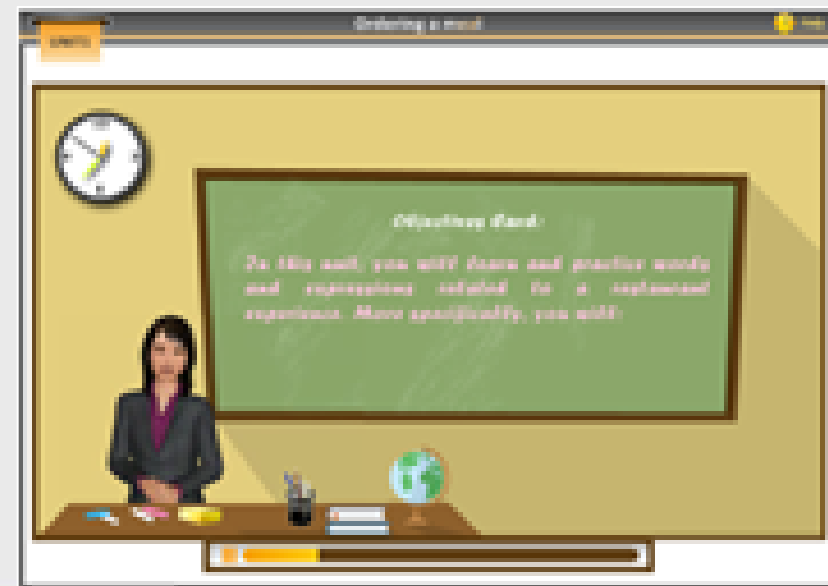 Ordering a meal
Objectives Card:
In this unit, you will learn and practice words
and expressions related to a restaurant
experience. More specifically, you will: